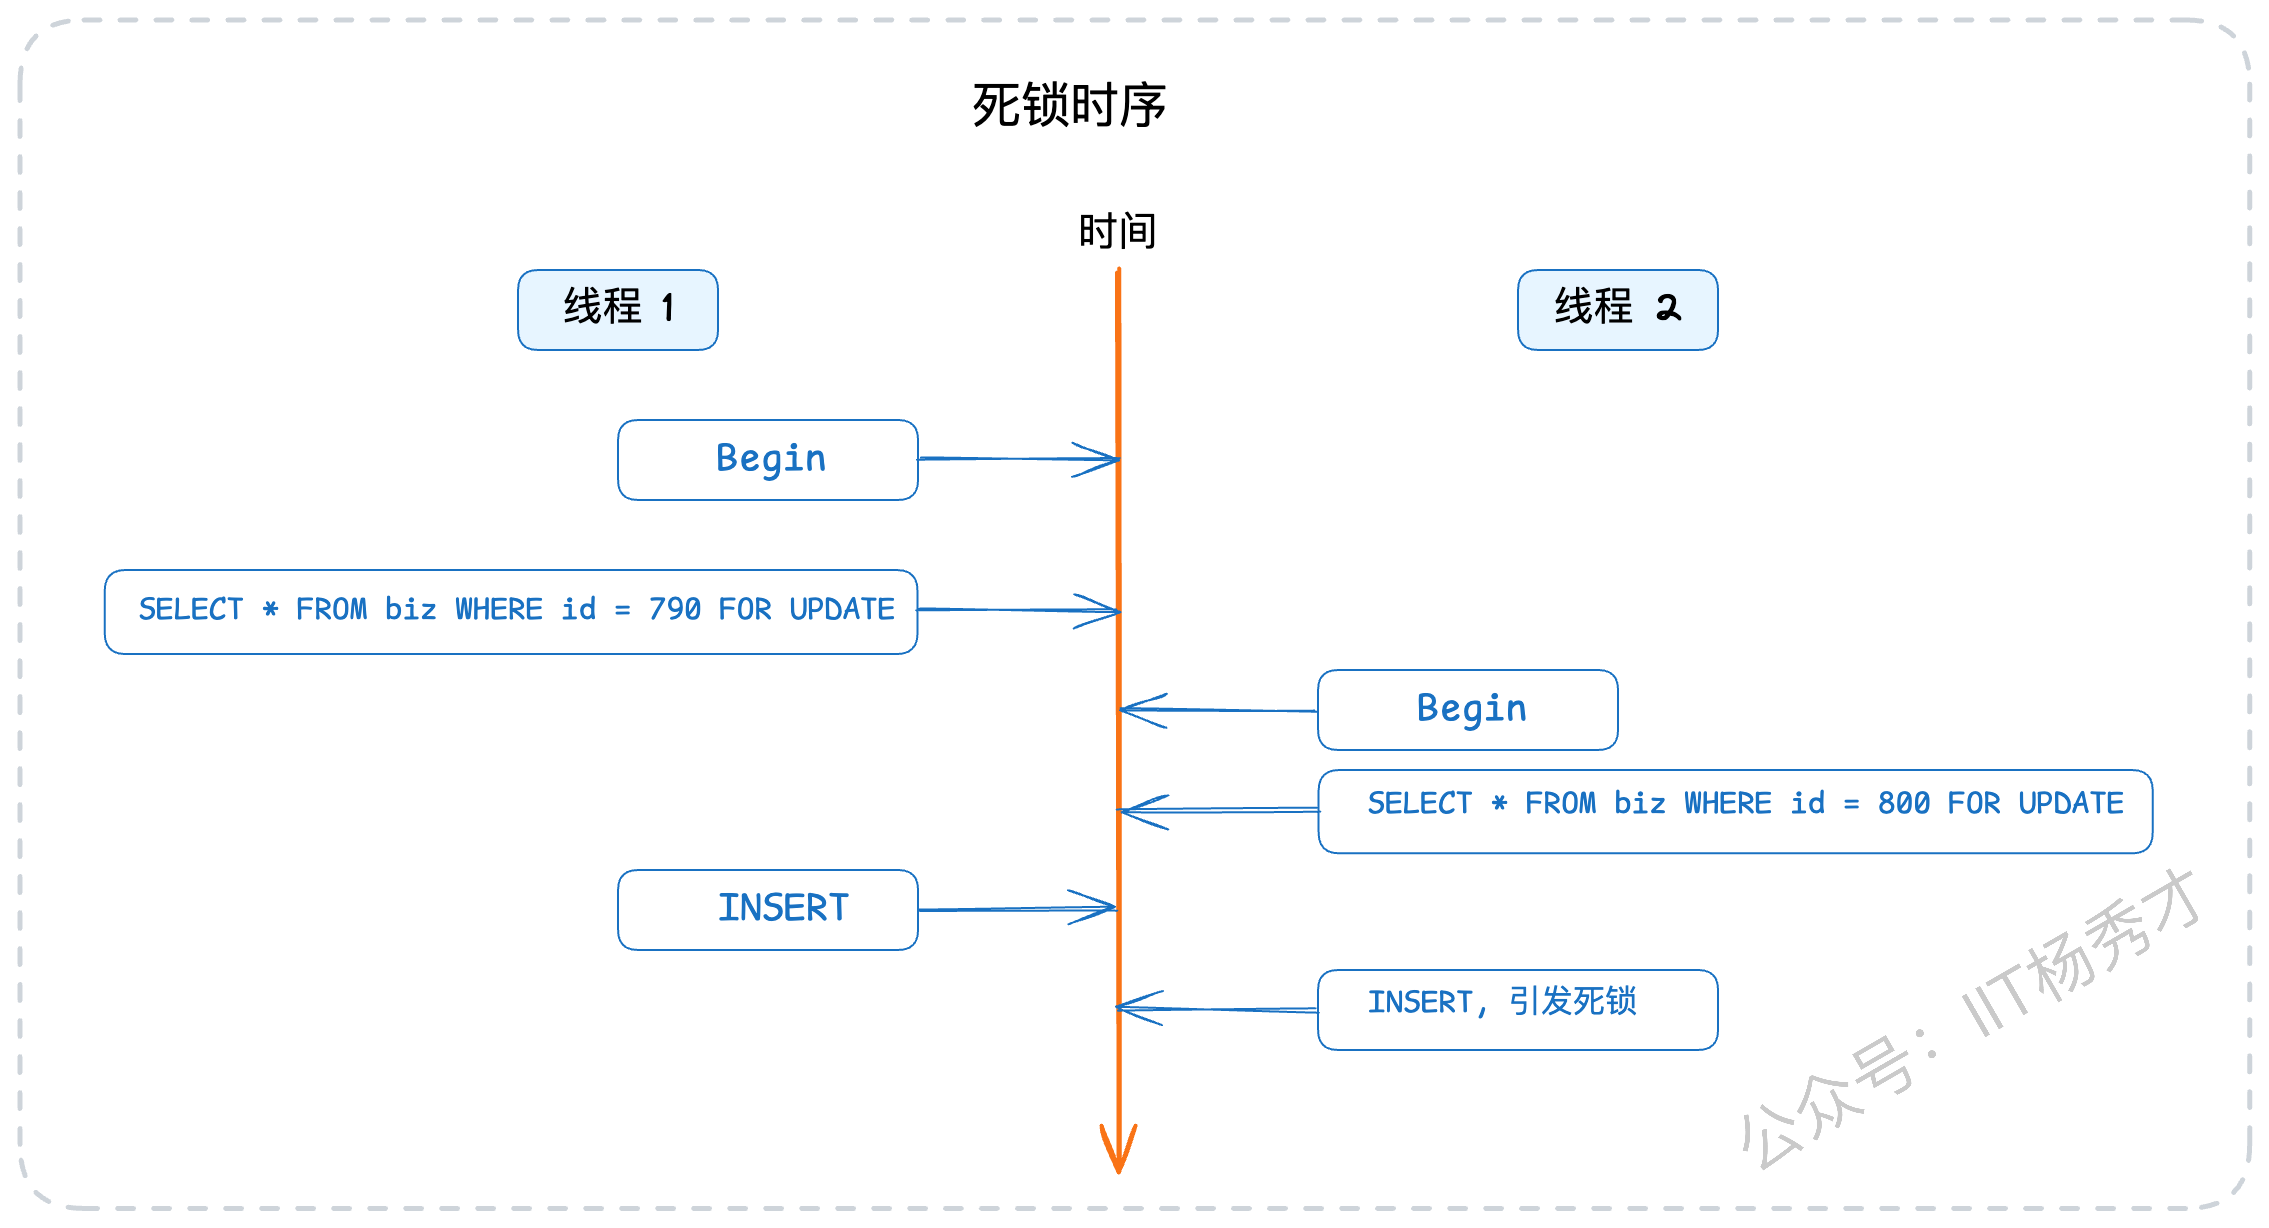 死锁时序
时间
线程 1
线程 2
Begin
SELECT * FROM biz WHERE id = 790 FOR UPDATE
Begin
SELECT * FROM biz WHERE id = 800 FOR UPDATE
INSERT
INSERT, 引发死锁
公众号：IIT杨秀才